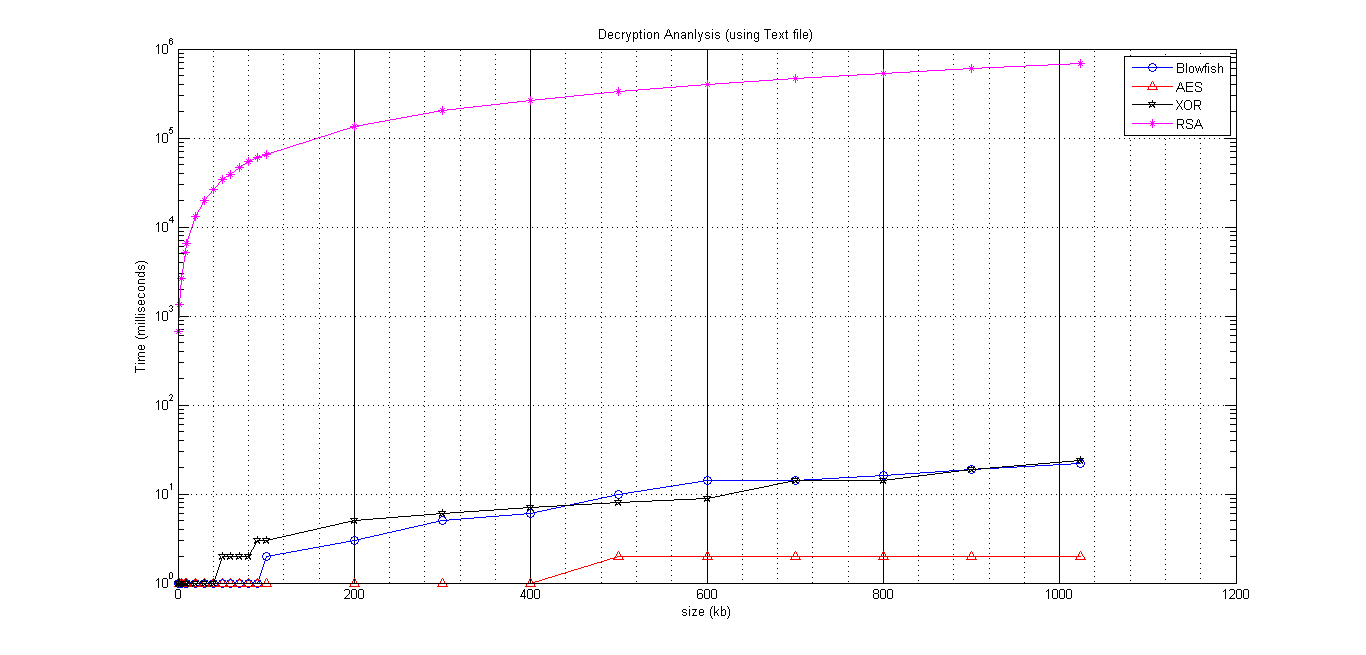 Decryption Ananlysis (using Text file)
Blowfish
AES
XOR
RSA
10^6
10^5
10^4
10^3
10^2
10^1
10^0
Time (milliseconds)
0 200 400 600 800 1000 1200
size (kb)